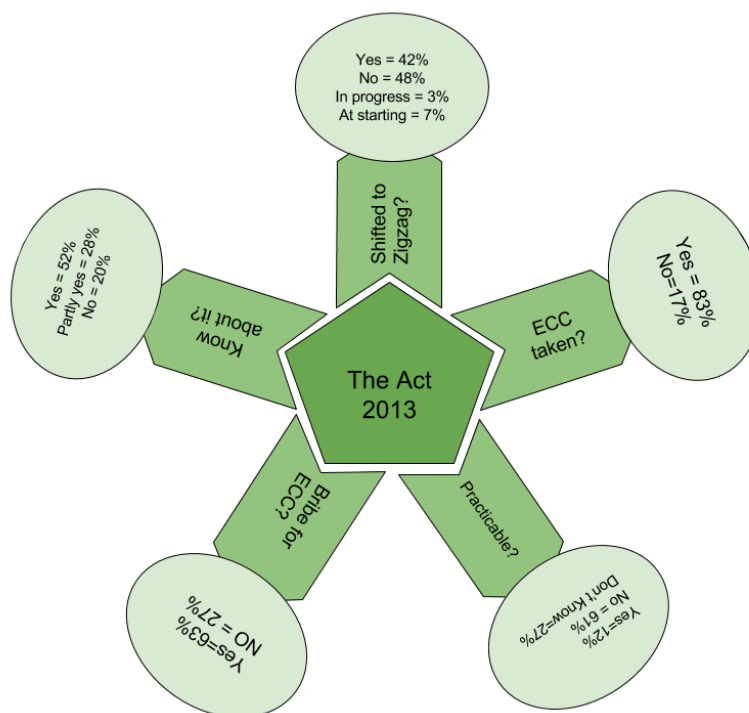 Yes = 42%
No = 48%
In progress = 3%
At starting = 7%
Shifted to
Zigzag?
Yes = 83%
No=17%
ECC
taken?
Practicable?
Yes=12%
No = 61%
Don't Know=27%
Bribe for
ECC?
Yes=63%
NO = 27%
Know
about it?
Yes = 52%
Partly yes = 28%
No = 20%
The Act
2013